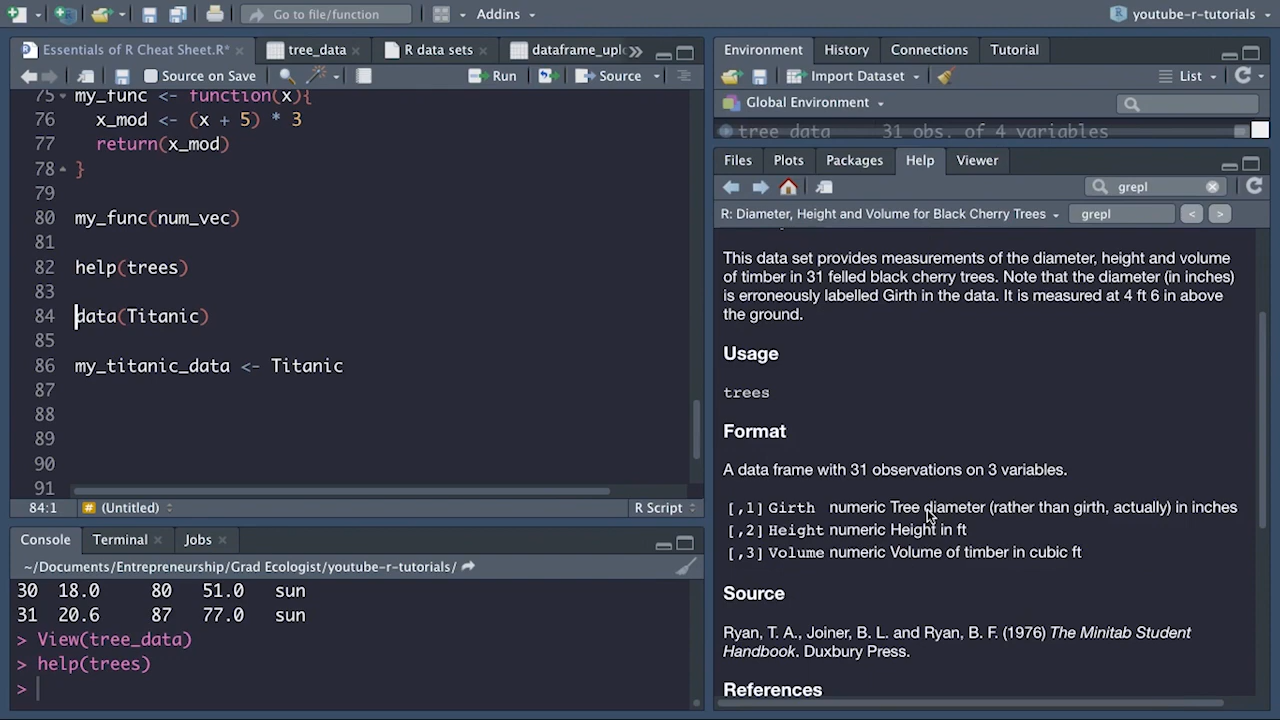 Go to file/function
Addins
youtube-r-tutorials
Essentials of R Cheat Sheet.R*
tree_data
R data sets
dataframe_uplo
Source on Save
Run
Source
75 my_func <- function(x){
76 x_mod <- (x + 5) * 3
77 return(x_mod)
78 }
79
80 my_func(num_vec)
81
82 help(trees)
83
84 data(Titanic)
85
86 my_titanic_data <- Titanic
87
88
89
90
91
84:1 # (Untitled) R Script
Console Terminal Jobs
~/Documents/Entrepreneurship/Grad Ecologist/youtube-r-tutorials/
30 18.0 80 51.0 sun
31 20.6 87 77.0 sun
> View(tree_data)
> help(trees)
>
Environment History Connections Tutorial
Import Dataset List
Global Environment
tree data 31 obs. of 4 variables
Files Plots Packages Help Viewer
grepl
R: Diameter, Height and Volume for Black Cherry Trees grepl < >
This data set provides measurements of the diameter, height and volume
of timber in 31 felled black cherry trees. Note that the diameter (in inches)
is erroneously labelled Girth in the data. It is measured at 4 ft 6 in above
the ground.
Usage
trees
Format
A data frame with 31 observations on 3 variables.
[,1] Girth numeric Tree diameter (rather than girth, actually) in inches
[,2] Height numeric Height in ft
[,3] Volume numeric Volume of timber in cubic ft
Source
Ryan, T. A., Joiner, B. L. and Ryan, B. F. (1976) The Minitab Student
Handbook. Duxbury Press.
References